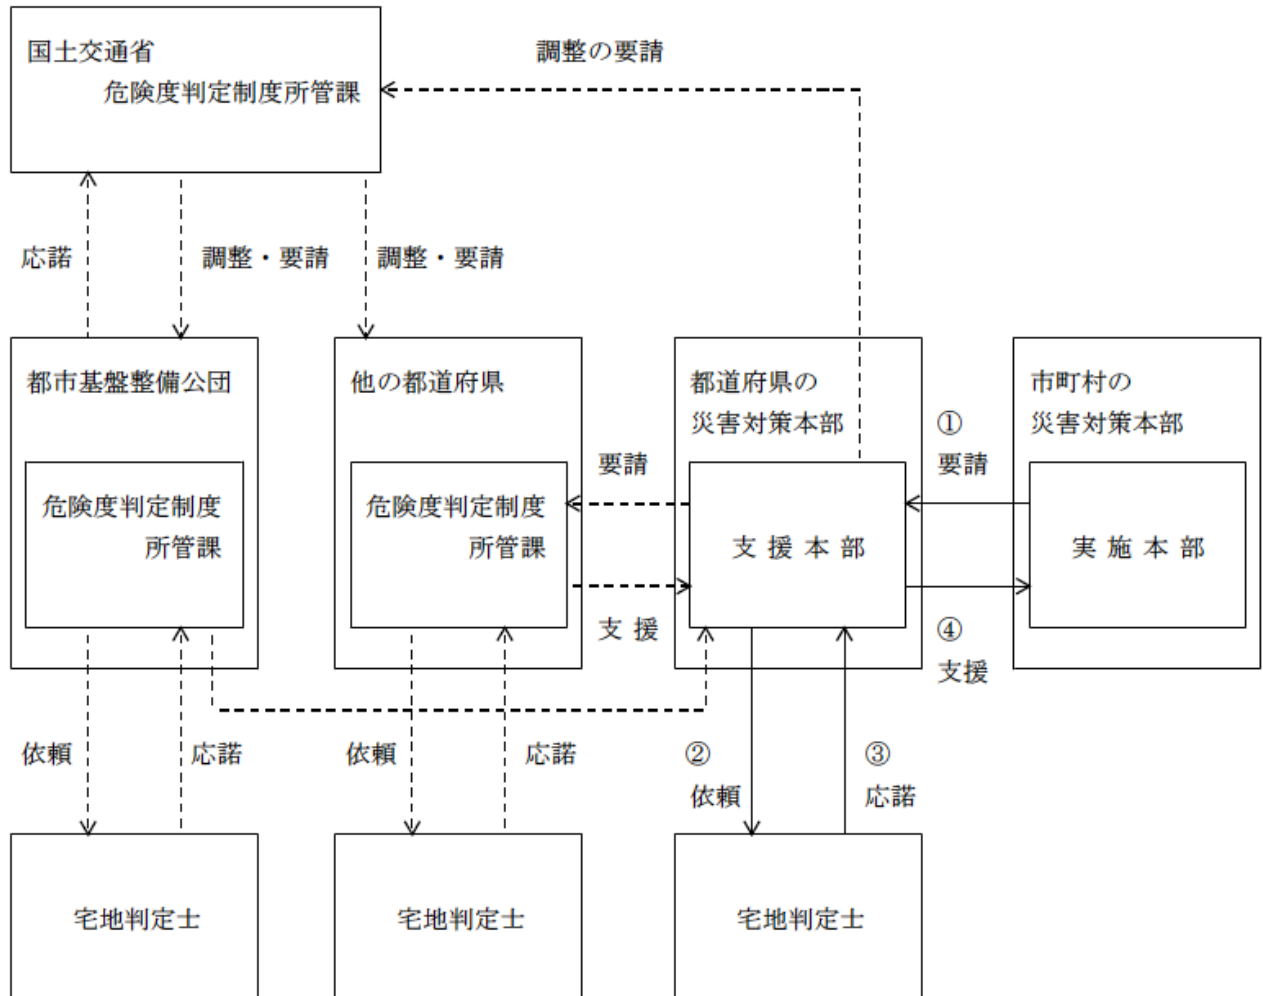 国土交通省
危険度判定制度所管課
調整の要請
応諾
調整・要請
調整・要請
都市基盤整備公団
危険度判定制度
所管課
他の都道府県
危険度判定制度
所管課
要請
支 援
都道府県の
災害対策本部
支 援 本 部
①
要請
④
支援
市町村の
災害対策本部
実 施 本 部
依頼
応諾
依頼
応諾
②
依頼
③
応諾
宅地判定士
宅地判定士
宅地判定士